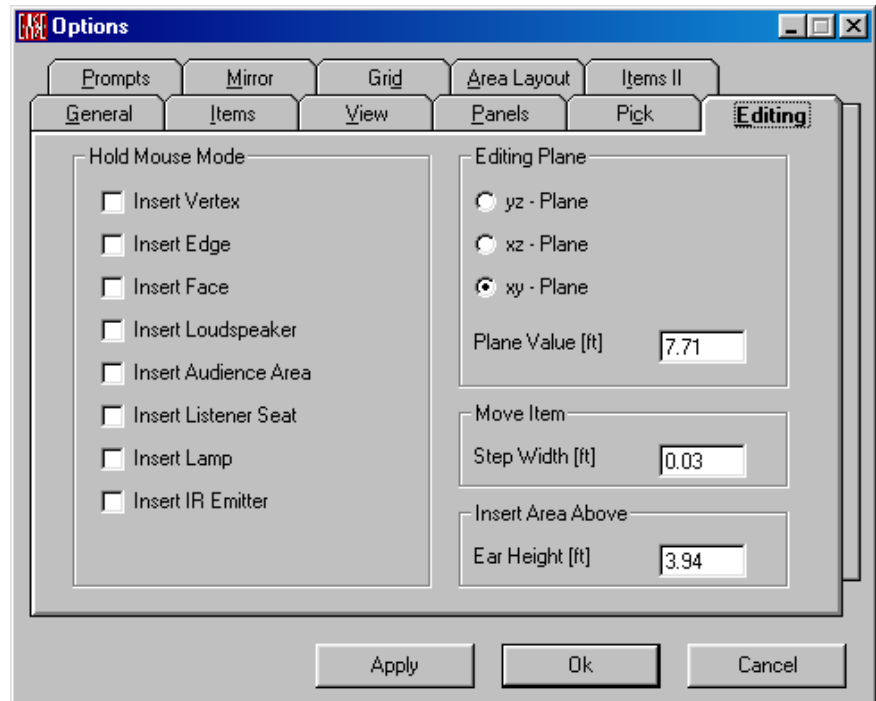 EASE Options
Prompts Mirror Grid Area Layout Items II
General Items View Panels Pick Editing
Hold Mouse Mode
Insert Vertex
Insert Edge
Insert Face
Insert Loudspeaker
Insert Audience Area
Insert Listener Seat
Insert Lamp
Insert IR Emitter
Editing Plane
yz - Plane
xz - Plane
xy - Plane
Plane Value [ft] 7.71
Move Item
Step Width [ft] 0.03
Insert Area Above
Ear Height [ft] 3.94
Apply Ok Cancel